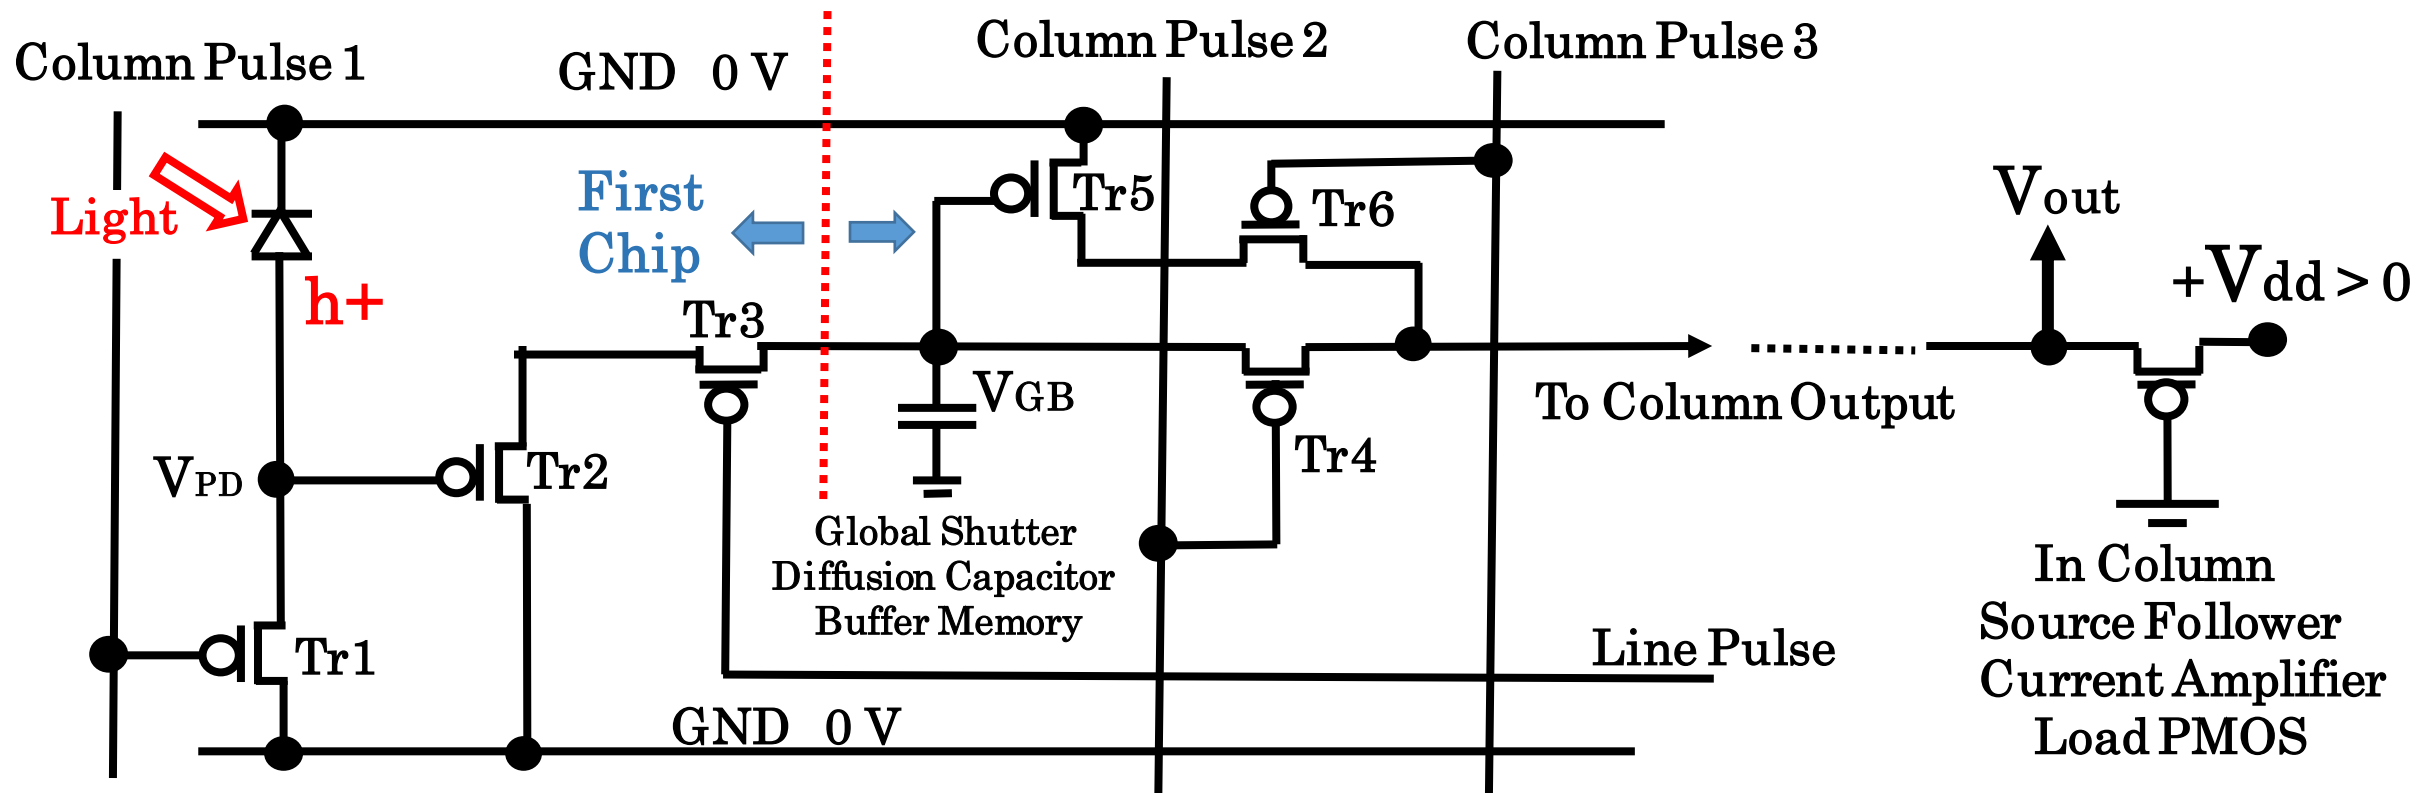 Column Pulse 1
GND 0 V
Column Pulse 2
Column Pulse 3
Light
First
Chip
Tr5
Tr6
Vout
h+
Tr3
+Vdd > 0
VGB
To Column Output
VPD
Tr2
Tr4
Global Shutter
Diffusion Capacitor
Buffer Memory
In Column
Source Follower
Current Amplifier
Load PMOS
Tr1
Line Pulse
GND 0 V